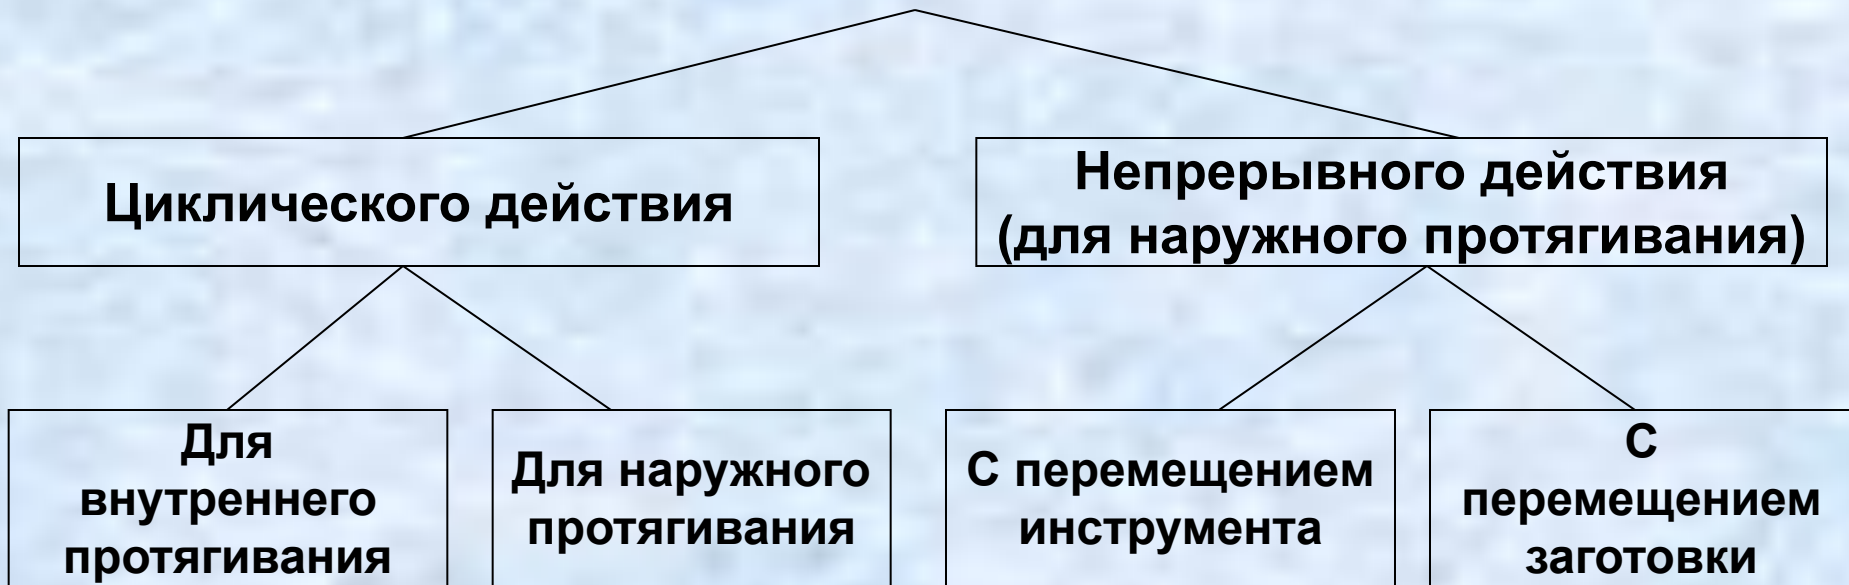 Циклического действия
Непрерывного действия
(для наружного протягивания)
Для
внутреннего
протягивания
Для наружного
протягивания
С перемещением
инструмента
С
перемещением
заготовки